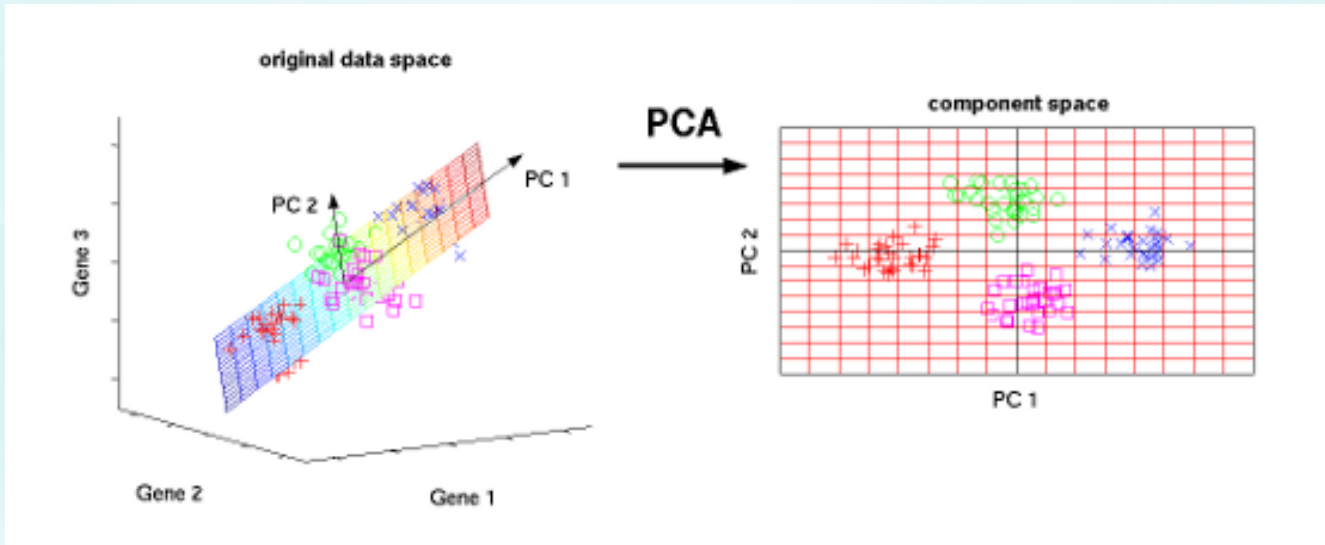 original data space
PCA
component space
PC 1
PC 2
Gene 3
Gene 2
Gene 1
PC 2
PC 1